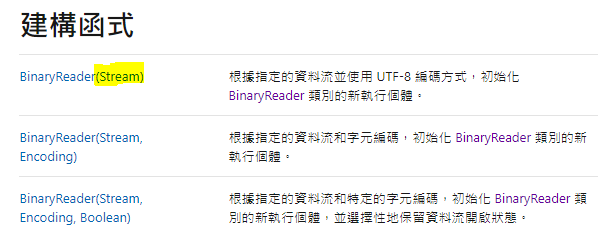 建構函式
BinaryReader(Stream)
根據指定的資料流並使用 UTF-8 編碼方式，初始化
BinaryReader 類別的新執行個體。
BinaryReader(Stream,
Encoding)
根據指定的資料流和字元編碼，初始化 BinaryReader 類別的新
執行個體。
BinaryReader(Stream,
Encoding, Boolean)
根據指定的資料流和特定的字元編碼，初始化 BinaryReader 類
別的新執行個體，並選擇性地保留資料流開啟狀態。